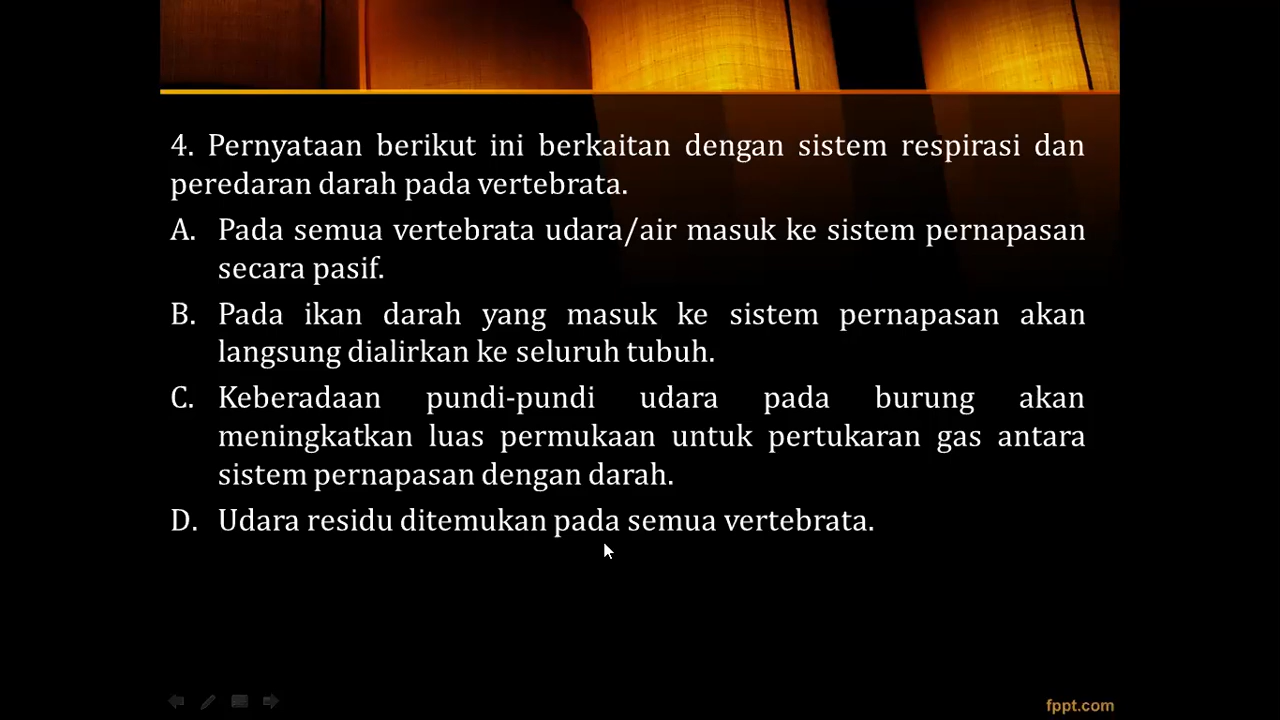 4. Pernyataan berikut ini berkaitan dengan sistem respirasi dan
peredaran darah pada vertebrata.
A. Pada semua vertebrata udara/air masuk ke sistem pernapasan
secara pasif.
B. Pada ikan darah yang masuk ke sistem pernapasan akan
langsung dialirkan ke seluruh tubuh.
C. Keberadaan pundi-pundi udara pada burung akan
meningkatkan luas permukaan untuk pertukaran gas antara
sistem pernapasan dengan darah.
D. Udara residu ditemukan pada semua vertebrata.
fppt.com